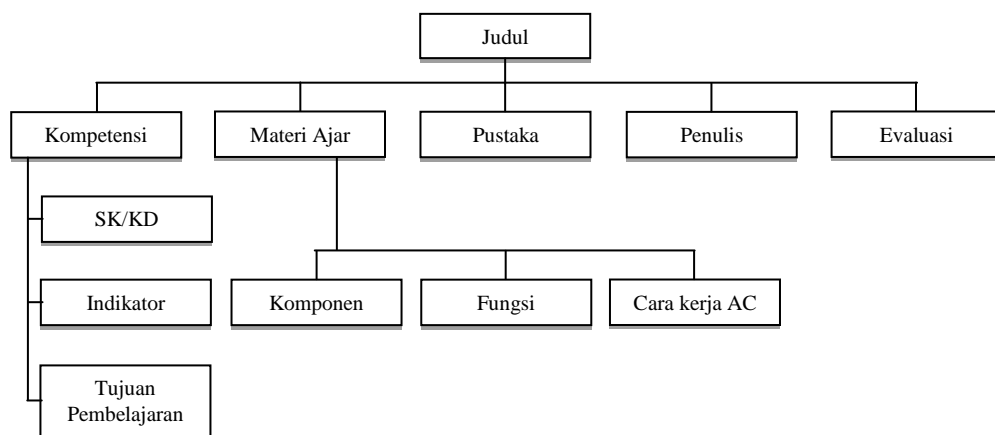 Judul
Kompetensi
Materi Ajar
Pustaka
Penulis
Evaluasi
SK/KD
Indikator
Komponen
Fungsi
Cara kerja AC
Tujuan
Pembelajaran